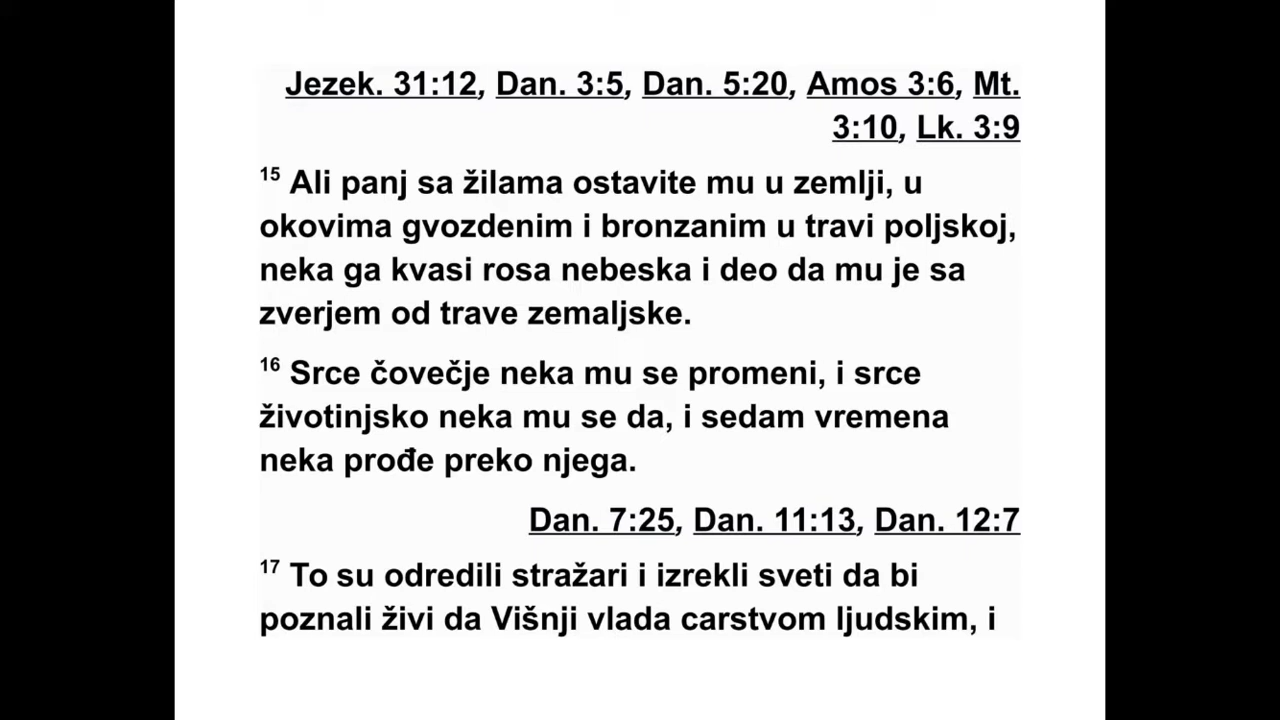 Jezek. 31:12, Dan. 3:5, Dan. 5:20, Amos 3:6, Mt.
3:10, Lk. 3:9
15 Ali panj sa žilama ostavite mu u zemlji, u
okovima gvozdenim i bronzanim u travi poljskoj,
neka ga kvasi rosa nebeska i deo da mu je sa
zverjem od trave zemaljske.
16 Srce čovečje neka mu se promeni, i srce
životinjsko neka mu se da, i sedam vremena
neka prođe preko njega.
Dan. 7:25, Dan. 11:13, Dan. 12:7
17 To su odredili stražari i izrekli sveti da bi
poznali živi da Višnji vlada carstvom ljudskim, i